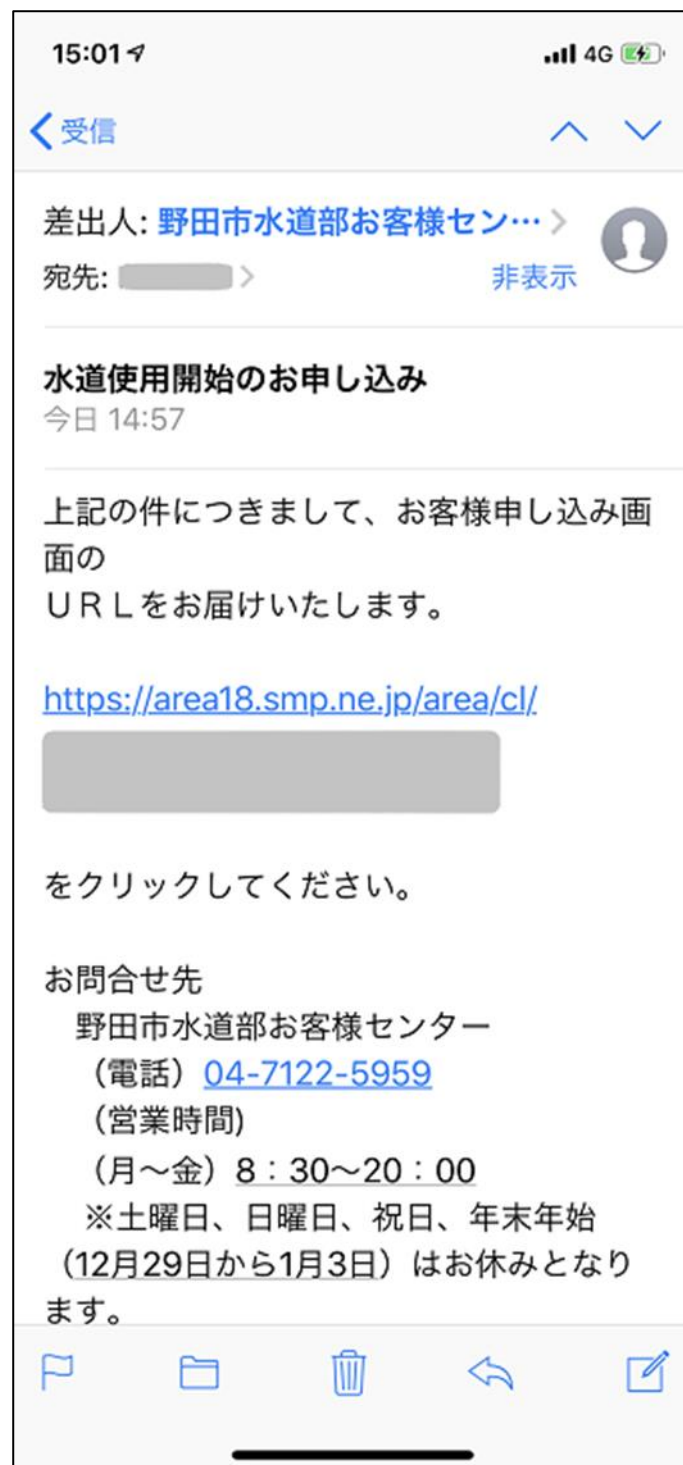 15:01
4G
受信
差出人: 野田市水道部お客様セン…
宛先:
非表示
水道使用開始のお申し込み
今日 14:57
上記の件につきまして、お客様申し込み画
面の
ＵＲＬをお届けいたします。
https://area18.smp.ne.jp/area/cl/
をクリックしてください。
お問合せ先
野田市水道部お客様センター
（電話）04-7122-5959
（営業時間)
（月～金）8：30～20：00
※土曜日、日曜日、祝日、年末年始
（12月29日から1月3日）はお休みとなり
ます。